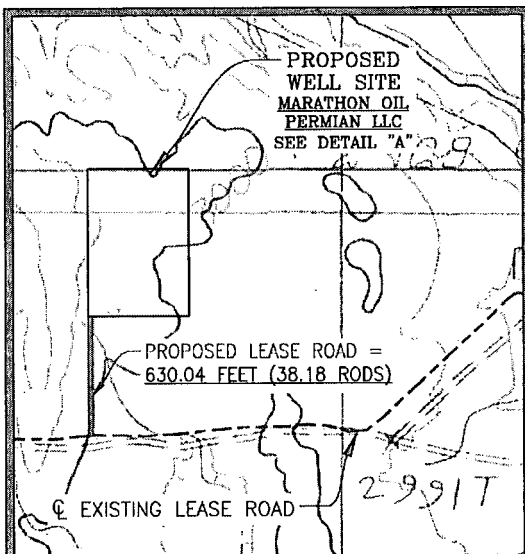 PROPOSED
WELL SITE
MARATHON OIL
PERMIAN LLC
SEE DETAIL "A"
PROPOSED LEASE ROAD =
630.04 FEET (38.18 RODS)
2991T
℄ EXISTING LEASE ROAD